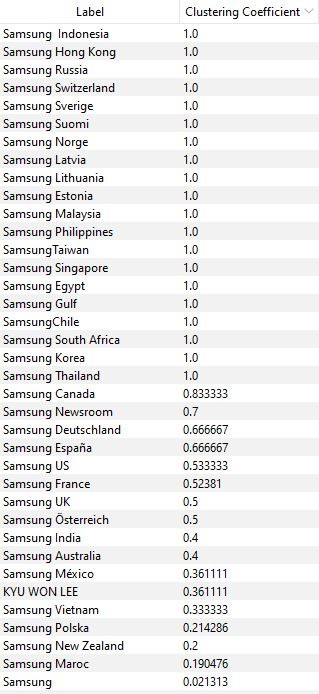 Label Clustering Coefficient
Samsung  Indonesia 1.0
Samsung Hong Kong 1.0
Samsung Russia 1.0
Samsung Switzerland 1.0
Samsung Sverige 1.0
Samsung Suomi 1.0
Samsung Norge 1.0
Samsung Latvia 1.0
Samsung Lithuania 1.0
Samsung Estonia 1.0
Samsung Malaysia 1.0
Samsung Philippines 1.0
SamsungTaiwan 1.0
Samsung Singapore 1.0
Samsung Egypt 1.0
Samsung Gulf 1.0
SamsungChile 1.0
Samsung South Africa 1.0
Samsung Korea 1.0
Samsung Thailand 1.0
Samsung Canada 0.833333
Samsung Newsroom 0.7
Samsung Deutschland 0.666667
Samsung España 0.666667
Samsung US 0.533333
Samsung France 0.52381
Samsung UK 0.5
Samsung Österreich 0.5
Samsung India 0.4
Samsung Australia 0.4
Samsung México 0.361111
KYU WON LEE 0.361111
Samsung Vietnam 0.333333
Samsung Polska 0.214286
Samsung New Zealand 0.2
Samsung Maroc 0.190476
Samsung 0.021313